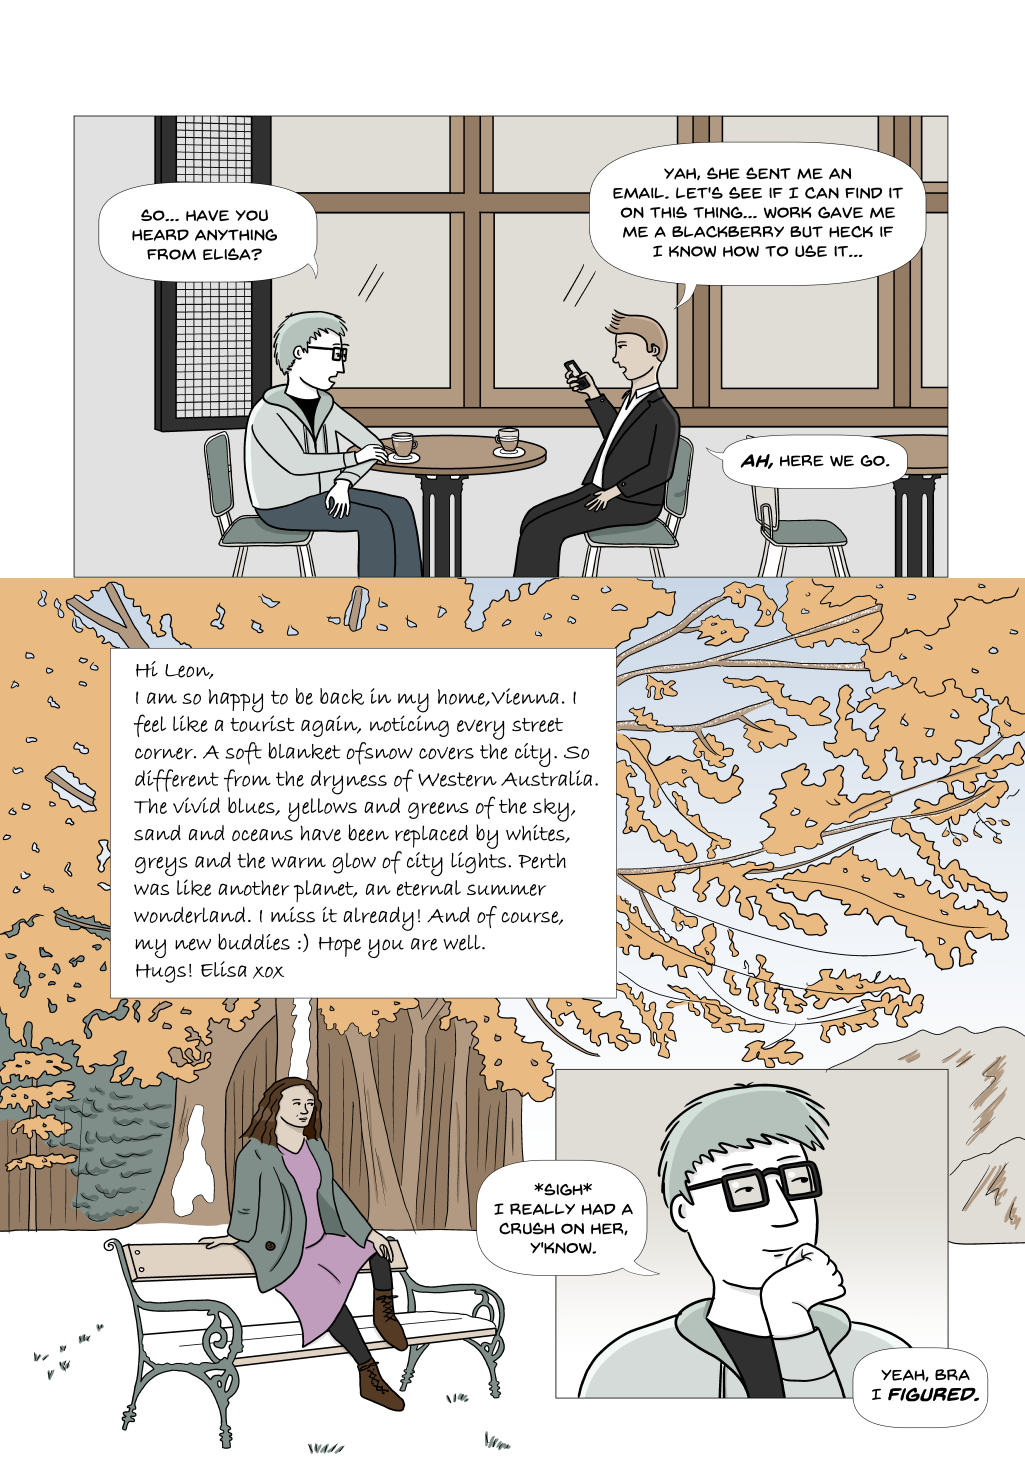 SO... HAVE YOU
HEARD ANYTHING
FROM ELISA?
YAH, SHE SENT ME AN
EMAIL. LET'S SEE IF I CAN FIND IT
ON THIS THING... WORK GAVE ME
ME A BLACKBERRY BUT HECK IF
I KNOW HOW TO USE IT...
AH, HERE WE GO.
Hi Leon,
I am so happy to be back in my home,Vienna. I
feel like a tourist again, noticing every street
corner. A soft blanket ofsnow covers the city. So
different from the dryness of Western Australia.
The vivid blues, yellows and greens of the sky,
sand and oceans have been replaced by whites,
greys and the warm glow of city lights. Perth
was like another planet, an eternal summer
wonderland. I miss it already! And of course,
my new buddies :) Hope you are well.
Hugs! Elisa xox
*SIGH*
I REALLY HAD A
CRUSH ON HER,
Y'KNOW.
YEAH, BRA
I FIGURED.